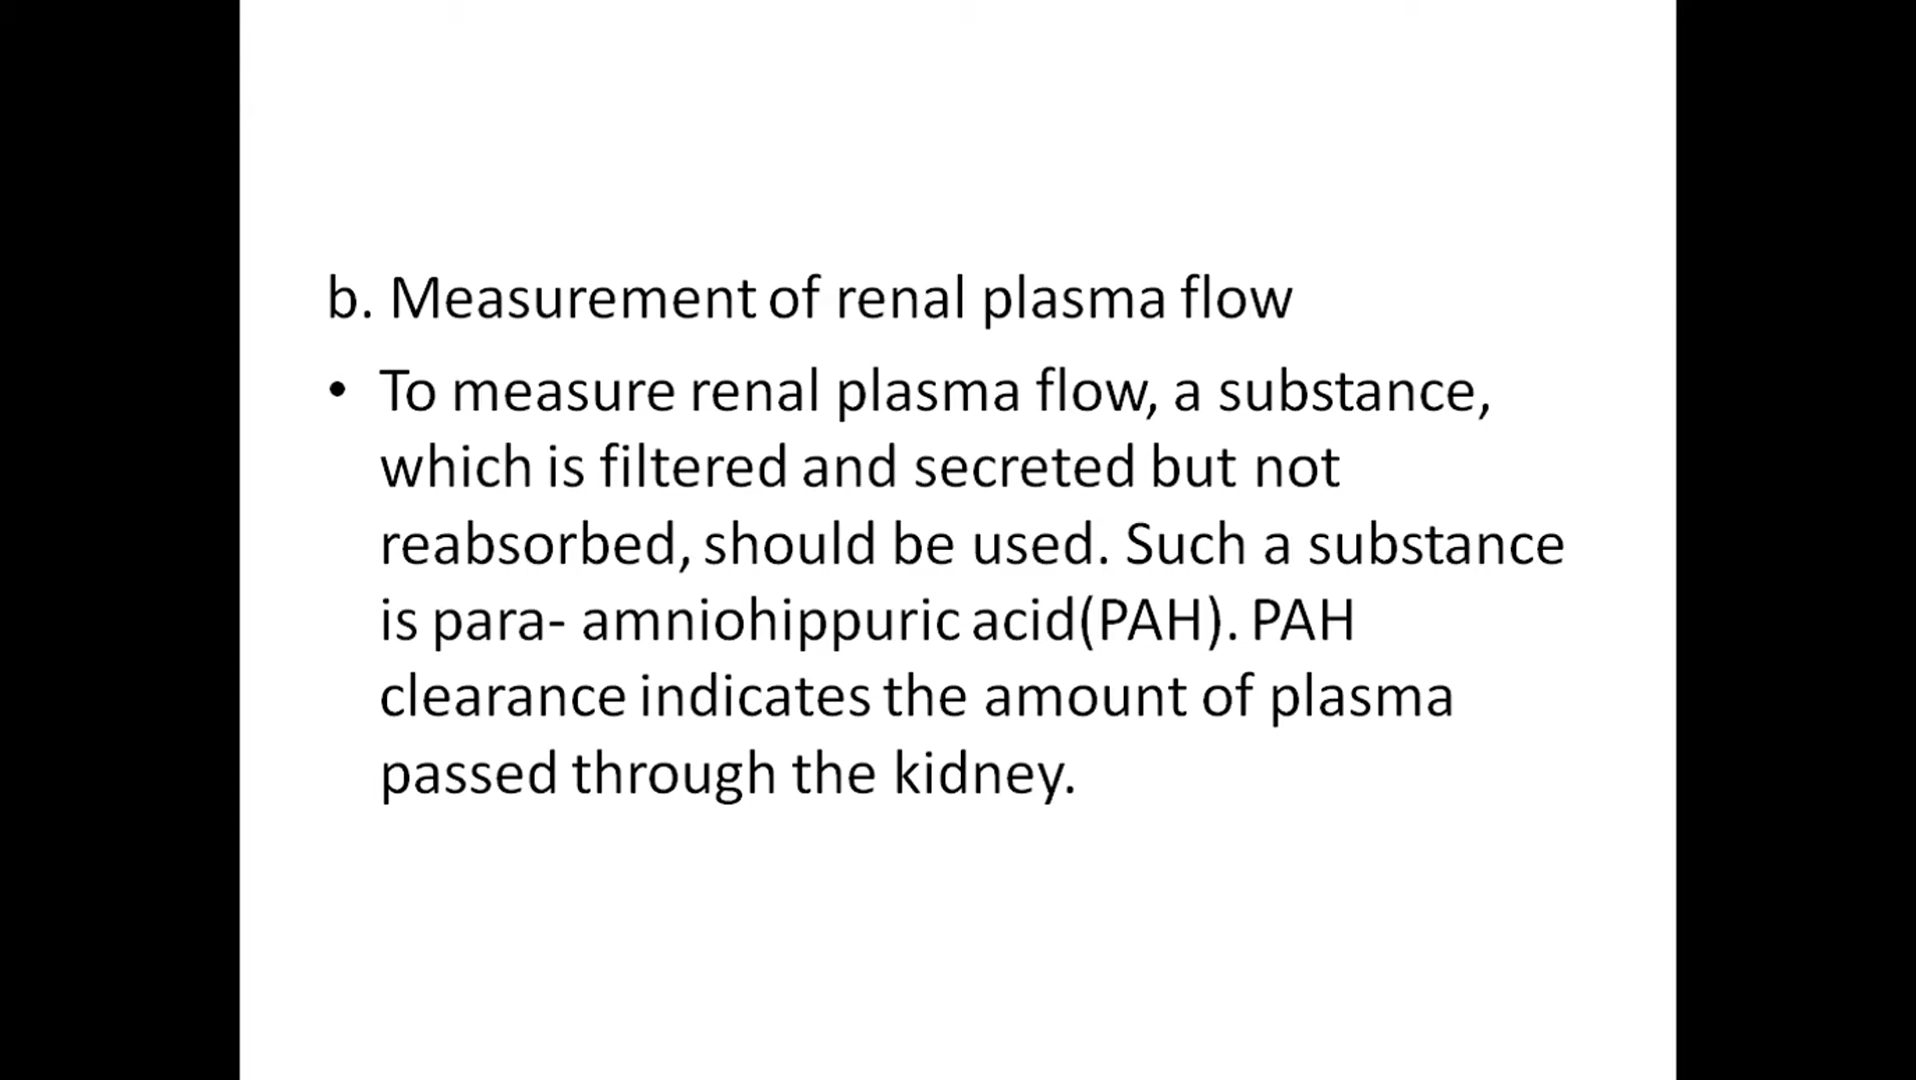 b. Measurement of renal plasma flow
• To measure renal plasma flow, a substance,
which is filtered and secreted but not
reabsorbed, should be used. Such a substance
is para- amniohippuric acid(PAH). PAH
clearance indicates the amount of plasma
passed through the kidney.